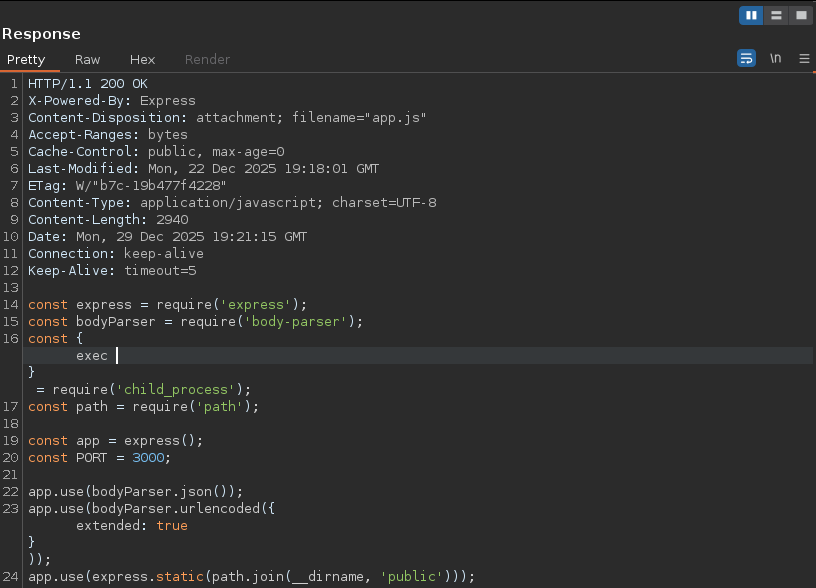 Response
Pretty Raw Hex Render \n
1 HTTP/1.1 200 OK
2 X-Powered-By: Express
3 Content-Disposition: attachment; filename="app.js"
4 Accept-Ranges: bytes
5 Cache-Control: public, max-age=0
6 Last-Modified: Mon, 22 Dec 2025 19:18:01 GMT
7 ETag: W/"b7c-19b477f4228"
8 Content-Type: application/javascript; charset=UTF-8
9 Content-Length: 2940
10 Date: Mon, 29 Dec 2025 19:21:15 GMT
11 Connection: keep-alive
12 Keep-Alive: timeout=5
13
14 const express = require('express');
15 const bodyParser = require('body-parser');
16 const {
exec
}
= require('child_process');
17 const path = require('path');
18
19 const app = express();
20 const PORT = 3000;
21
22 app.use(bodyParser.json());
23 app.use(bodyParser.urlencoded({
extended: true
}
));
24 app.use(express.static(path.join(__dirname, 'public')));